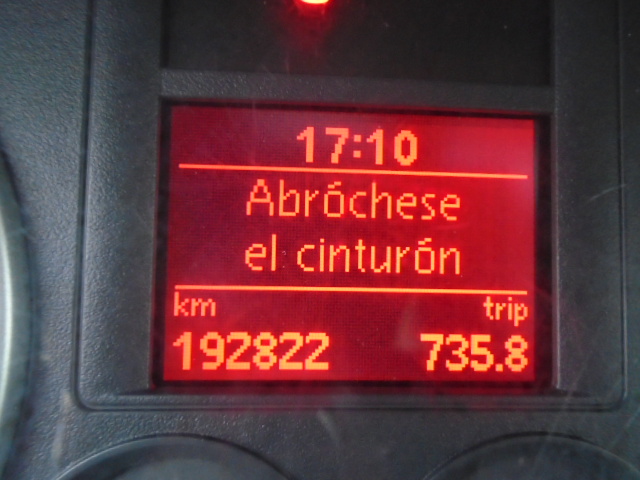 17:10
Abróchese
el cinturón
km trip
192822 735.8